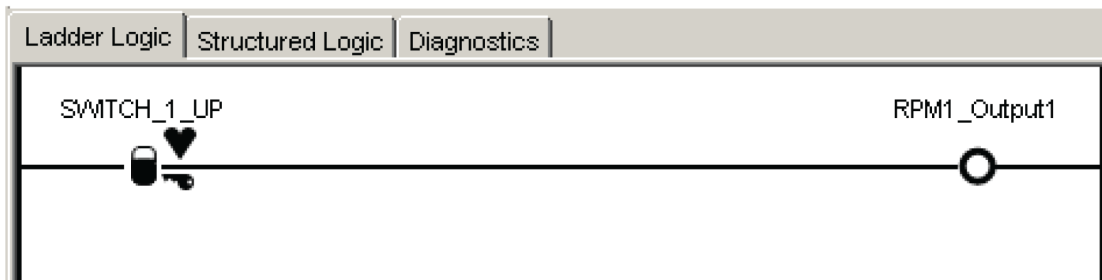 Ladder Logic Structured Logic Diagnostics
SWITCH_1_UP RPM1_Output1